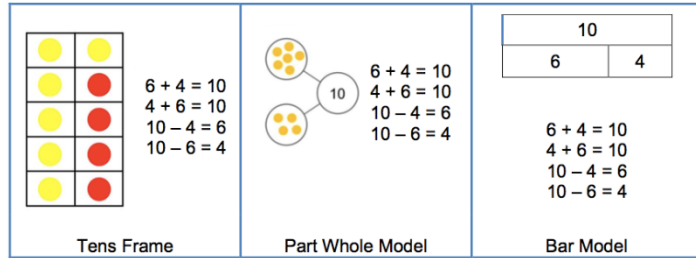 6 + 4 = 10
4 + 6 = 10
10 – 4 = 6
10 – 6 = 4
Tens Frame
10
6 + 4 = 10
4 + 6 = 10
10 – 4 = 6
10 – 6 = 4
Part Whole Model
10
6 4
6 + 4 = 10
4 + 6 = 10
10 – 4 = 6
10 – 6 = 4
Bar Model